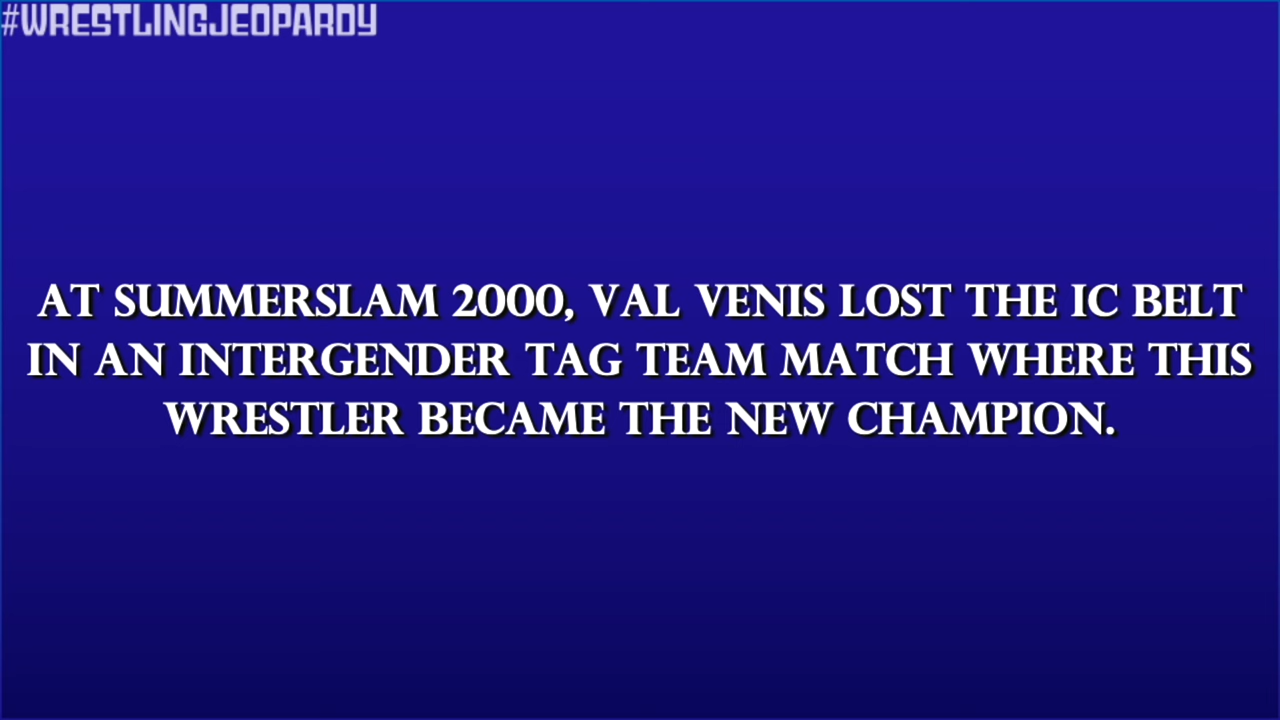 #WRESTLINGJEOPARDY
AT SUMMERSLAM 2000, VAL VENIS LOST THE IC BELT
IN AN INTERGENDER TAG TEAM MATCH WHERE THIS
WRESTLER BECAME THE NEW CHAMPION.